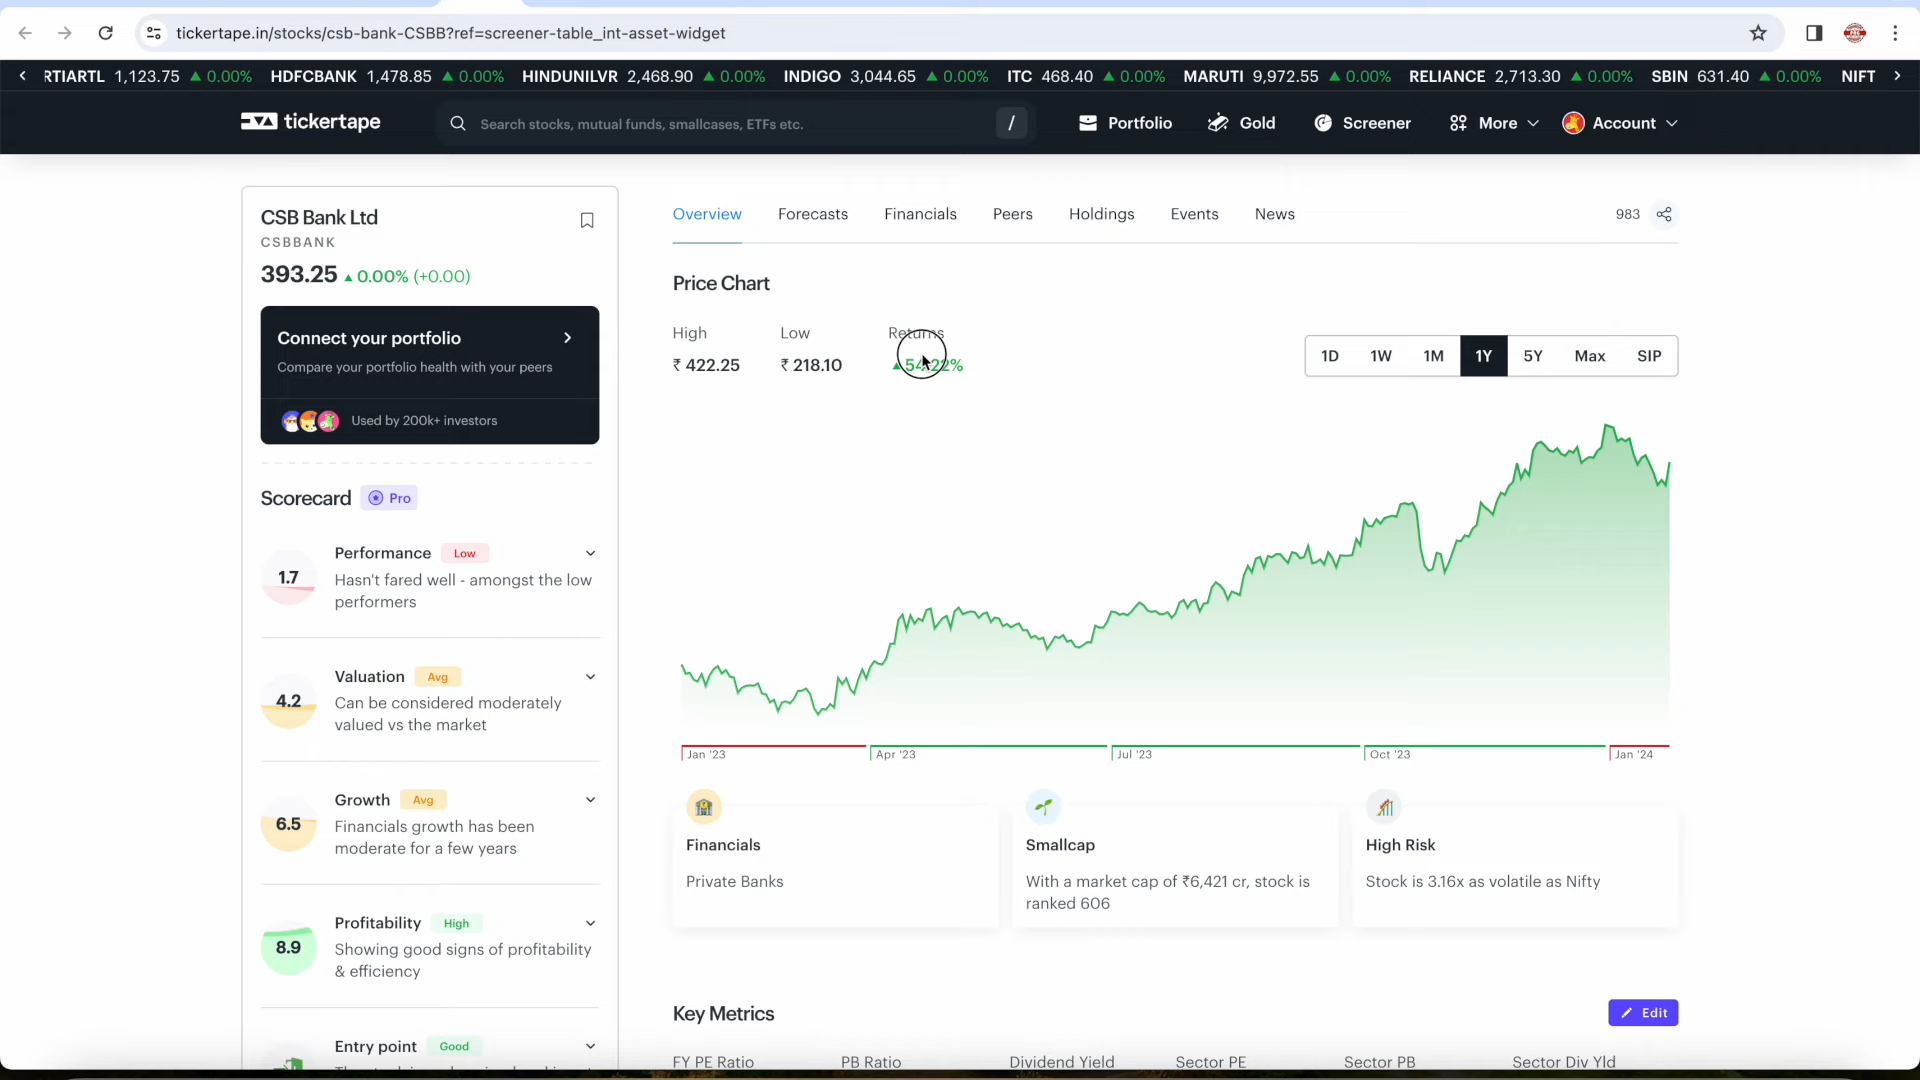 tickertape.in/stocks/csb-bank-CSBB?ref=screener-table_int-asset-widget
RTIARTL 1,123.75 ▲ 0.00% HDFCBANK 1,478.85 ▲ 0.00% HINDUNILVR 2,468.90 ▲ 0.00% INDIGO 3,044.65 ▲ 0.00% ITC 468.40 ▲ 0.00% MARUTI 9,972.55 ▲ 0.00% RELIANCE 2,713.30 ▲ 0.00% SBIN 631.40 ▲ 0.00% NIFT
tickertape
Search stocks, mutual funds, smallcases, ETFs etc. /
Portfolio Gold Screener More Account
CSB Bank Ltd
CSBBANK
393.25 ▲ 0.00% (+0.00)
Connect your portfolio
Compare your portfolio health with your peers
Used by 200k+ investors
Scorecard Pro
Performance Low
1.7
Hasn't fared well - amongst the low
performers
Valuation Avg
4.2
Can be considered moderately
valued vs the market
Growth Avg
6.5
Financials growth has been
moderate for a few years
Profitability High
8.9
Showing good signs of profitability
& efficiency
Entry point Good
Overview Forecasts Financials Peers Holdings Events News 983
Price Chart
High Low Returns
₹ 422.25 ₹ 218.10 ▲ 54.22%
1D 1W 1M 1Y 5Y Max SIP
Jan '23 Apr '23 Jul '23 Oct '23 Jan '24
Financials
Private Banks
Smallcap
With a market cap of ₹6,421 cr, stock is
ranked 606
High Risk
Stock is 3.16x as volatile as Nifty
Key Metrics Edit
FY PE Ratio PB Ratio Dividend Yield Sector PE Sector PB Sector Div Yld